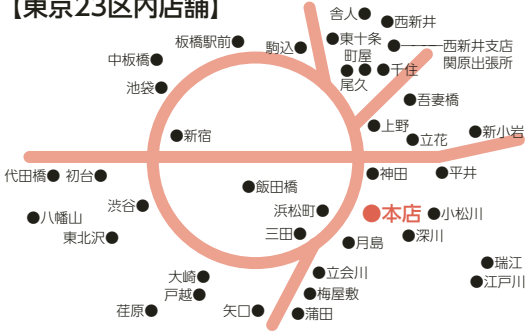 【東京23区内店舗】
舎人
西新井
板橋駅前
駒込
東十条
西新井支店
関原出張所
中板橋
町屋
千住
尾久
池袋
吾妻橋
上野
新宿
立花
新小岩
代田橋
初台
神田
平井
飯田橋
渋谷
浜松町
本店
小松川
八幡山
東北沢
三田
月島
深川
瑞江
大崎
立会川
江戸川
戸越
梅屋敷
荏原
矢口
蒲田